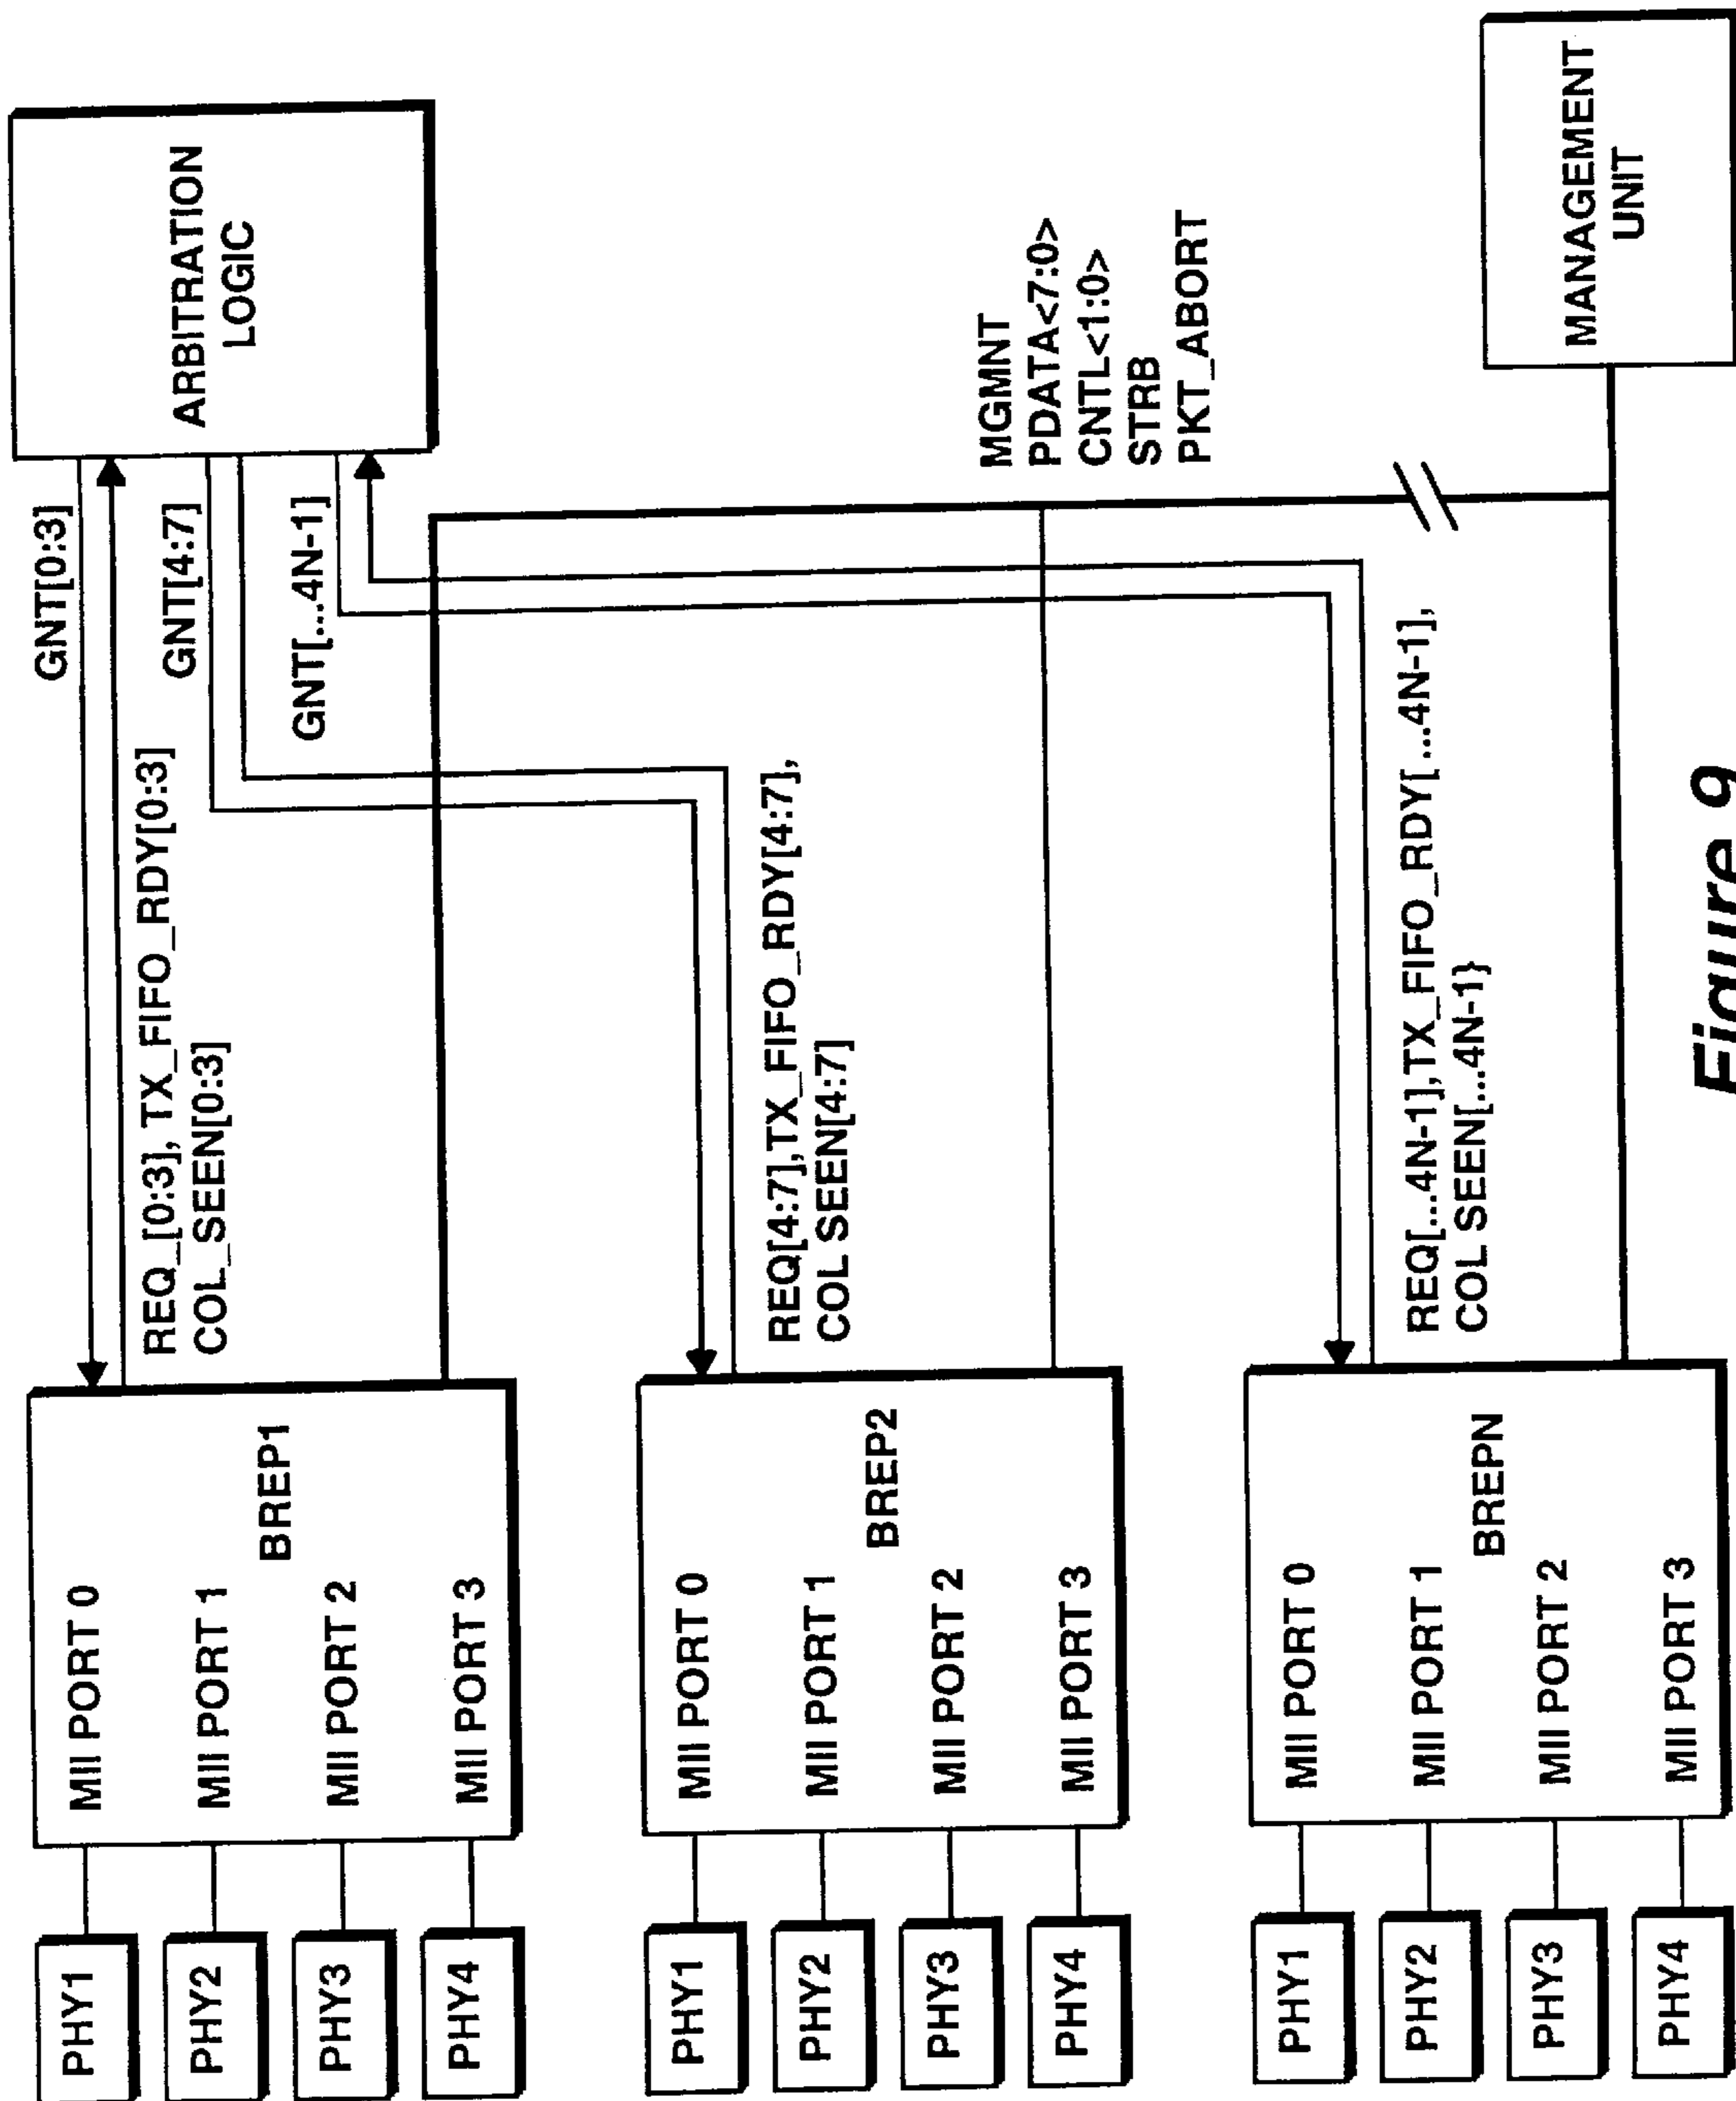 PHY1
PHY2
PHY3
PHY4
MII PORT 0
MII PORT 1
MII PORT 2
MII PORT 3
BREP1
GNT[0:3]
REQ_[0:3], TX_FIFO_RDY[0:3]
COL_SEEN[0:3]
GNT[4:7]
GNT[...4N-1]
ARBITRATION
LOGIC
PHY1
PHY2
PHY3
PHY4
MII PORT 0
MII PORT 1
MII PORT 2
MII PORT 3
BREP2
REQ[4:7],TX_FIFO_RDY[4:7],
COL SEEN[4:7]
MGMNT
PDATA<7:0>
CNTL<1:0>
STRB
PKT_ABORT
PHY1
PHY2
PHY3
PHY4
MII PORT 0
MII PORT 1
MII PORT 2
MII PORT 3
BREPN
REQ[...4N-1],TX_FIFO_RDY[...4N-1],
COL SEEN[...4N-1}
MANAGEMENT
UNIT
Figure 9